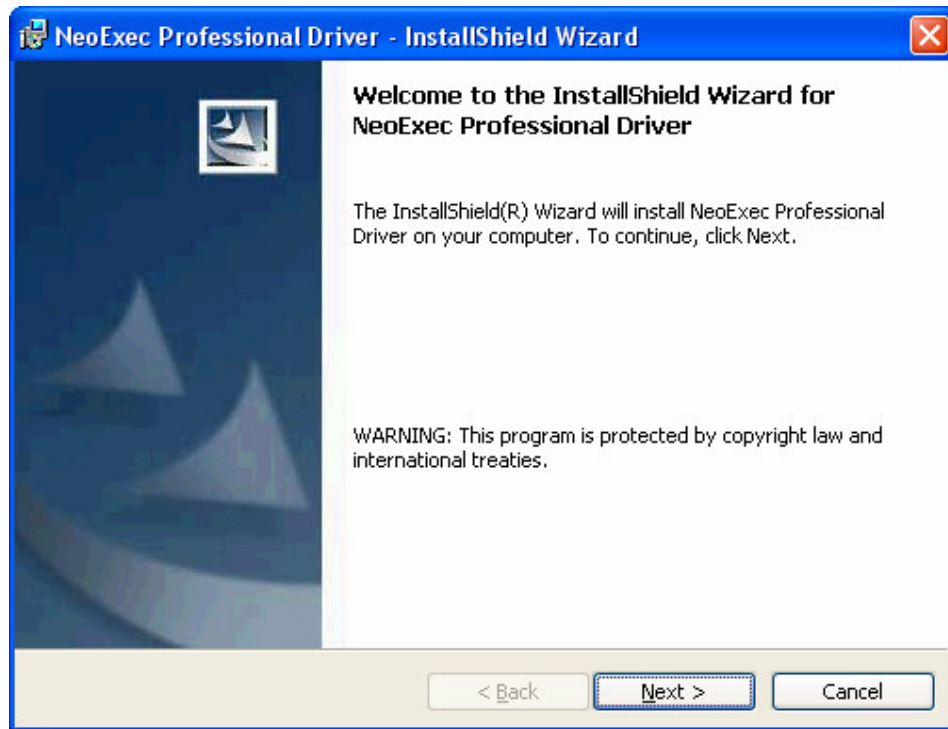 NeoExec Professional Driver - InstallShield Wizard
Welcome to the InstallShield Wizard for
NeoExec Professional Driver
The InstallShield(R) Wizard will install NeoExec Professional
Driver on your computer. To continue, click Next.
WARNING: This program is protected by copyright law and
international treaties.
< Back
Next >
Cancel